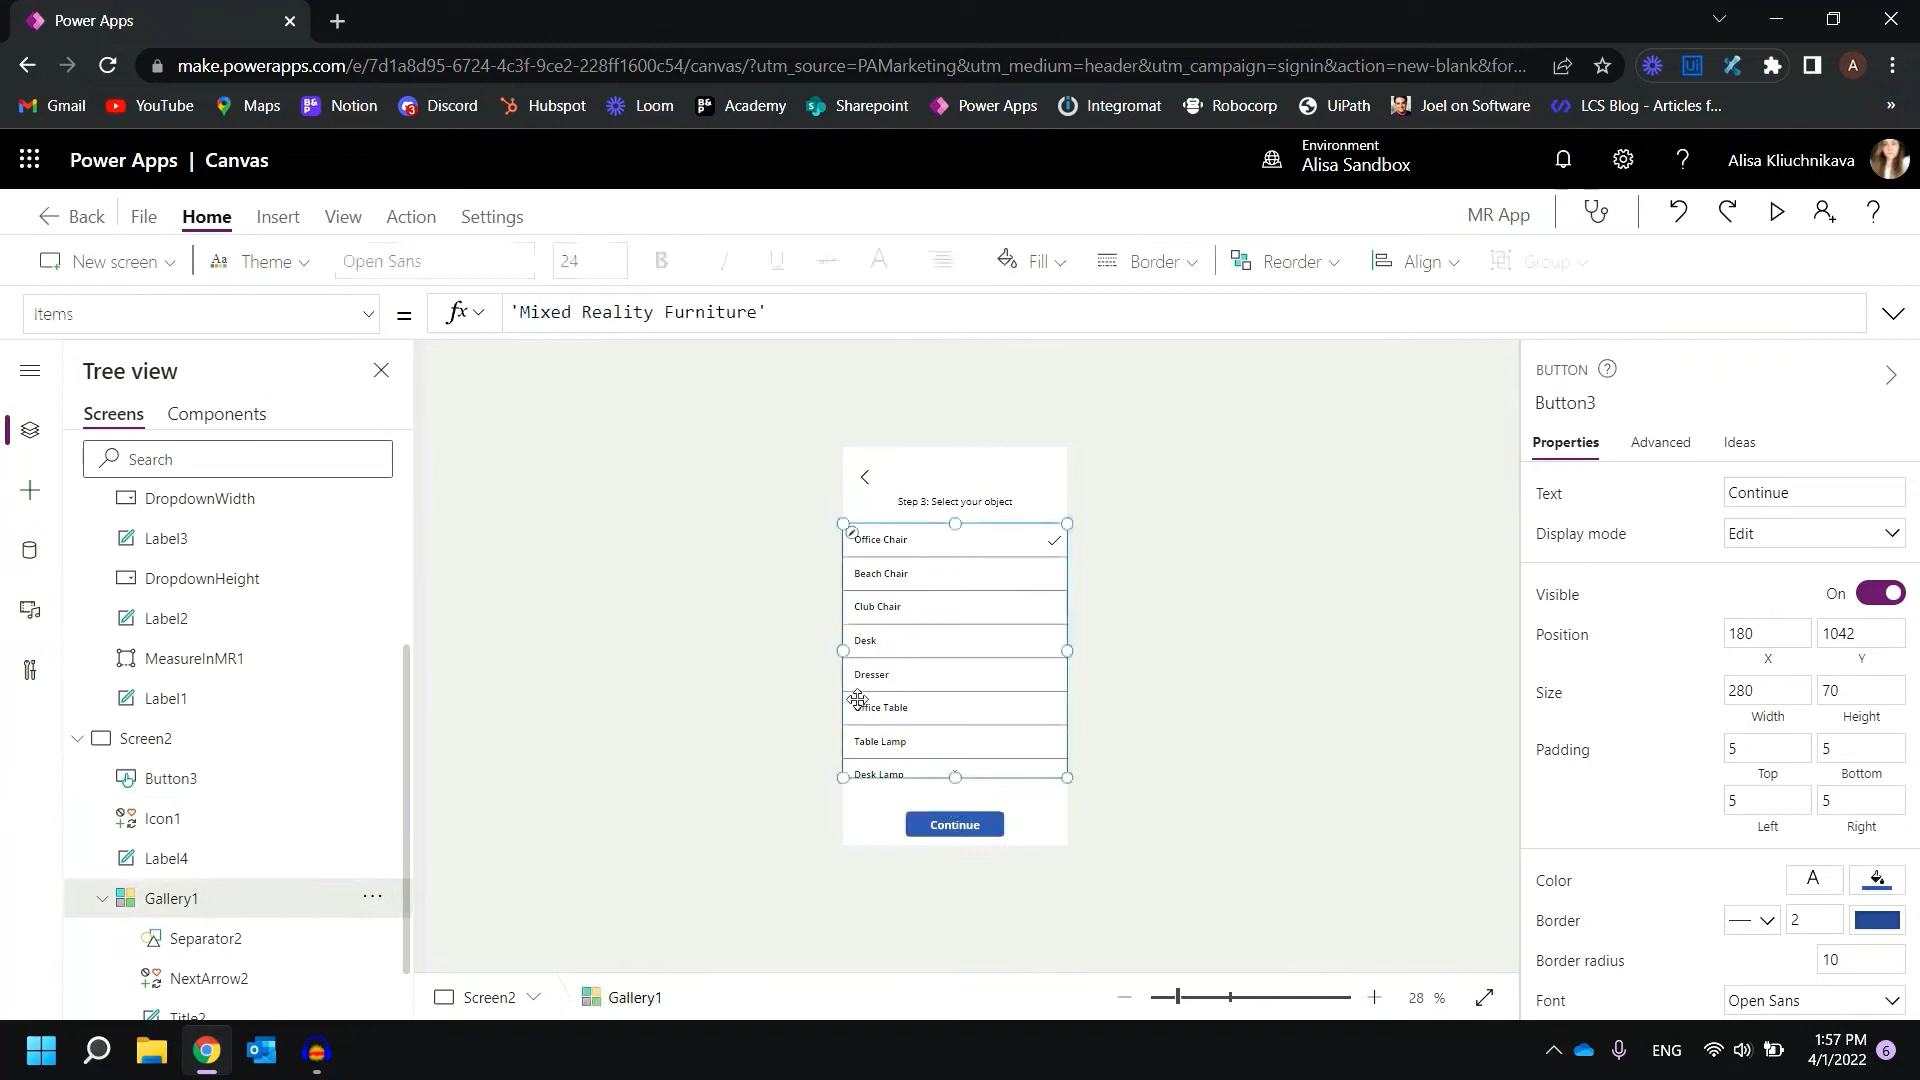 Power Apps
make.powerapps.com/e/7d1a8d95-6724-4c3f-9ce2-228ff1600c54/canvas/?utm_source=PAMarketing&utm_medium=header&utm_campaign=signin&action=new-blank&for...
A
Gmail YouTube Maps Notion Discord Hubspot Loom Academy Sharepoint Power Apps Integromat Robocorp UiPath Joel on Software LCS Blog - Articles f... »
Power Apps | Canvas
Environment
Alisa Sandbox
Alisa Kliuchnikava
Back File Home Insert View Action Settings MR App
New screen Theme Open Sans 24 B Fill Border Reorder Align Group
Items = fx 'Mixed Reality Furniture'
Tree view
Screens Components
Search
DropdownWidth
Label3
DropdownHeight
Label2
MeasureInMR1
Label1
Screen2
Button3
Icon1
Label4
Gallery1
Separator2
NextArrow2
Title2
Step 3: Select your object
Office Chair
Beach Chair
Club Chair
Desk
Dresser
Office Table
Table Lamp
Desk Lamp
Continue
Screen2 Gallery1 28 %
BUTTON
Button3
Properties Advanced Ideas
Text Continue
Display mode Edit
Visible On
Position 180 1042
X Y
Size 280 70
Width Height
Padding 5 5
Top Bottom
5 5
Left Right
Color A
Border 2
Border radius 10
Font Open Sans
ENG
1:57 PM
4/1/2022
6